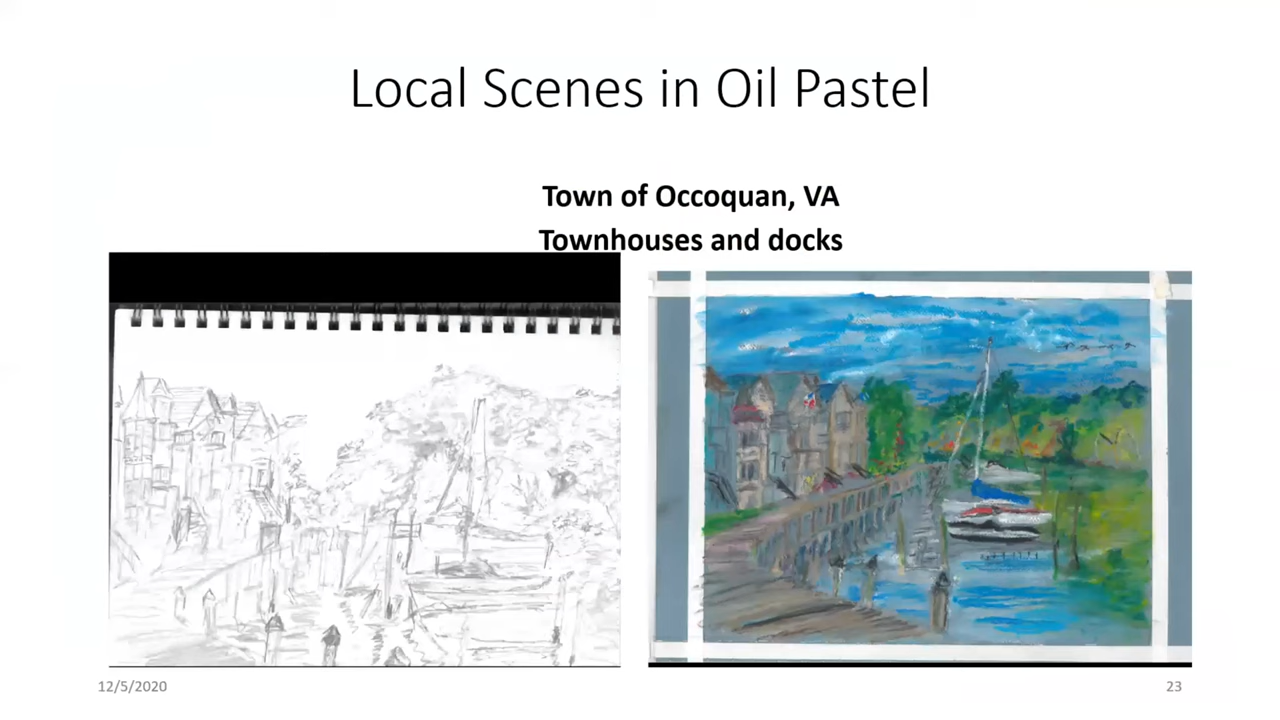 Local Scenes in Oil Pastel
Town of Occoquan, VA
Townhouses and docks
12/5/2020
23